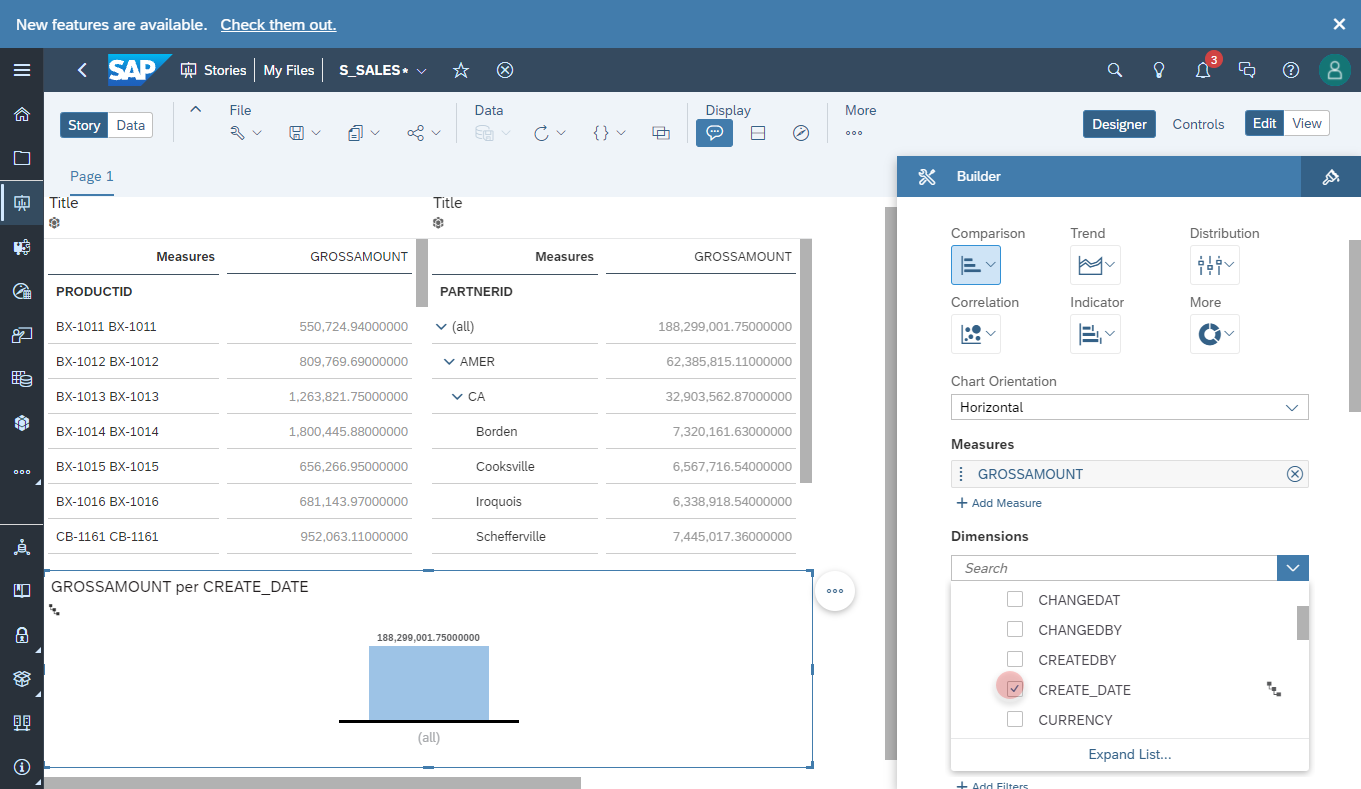 New features are available. Check them out.
SAP Stories My Files S_SALES* 3
Story Data
File
Data
Display
More
Designer Controls Edit View
Page 1
Builder
Title
Measures GROSSAMOUNT
PRODUCTID
BX-1011 BX-1011 550,724.94000000
BX-1012 BX-1012 809,769.69000000
BX-1013 BX-1013 1,263,821.75000000
BX-1014 BX-1014 1,800,445.88000000
BX-1015 BX-1015 656,266.95000000
BX-1016 BX-1016 681,143.97000000
CB-1161 CB-1161 952,063.11000000
Title
Measures GROSSAMOUNT
PARTNERID
(all) 188,299,001.75000000
AMER 62,385,815.11000000
CA 32,903,562.87000000
Borden 7,320,161.63000000
Cooksville 6,567,716.54000000
Iroquois 6,338,918.54000000
Schefferville 7,445,017.36000000
GROSSAMOUNT per CREATE_DATE
188,299,001.75000000
(all)
Comparison Trend Distribution
Correlation Indicator More
Chart Orientation
Horizontal
Measures
GROSSAMOUNT
+ Add Measure
Dimensions
Search
CHANGEDAT
CHANGEDBY
CREATEDBY
CREATE_DATE
CURRENCY
Expand List...
+ Add Filters